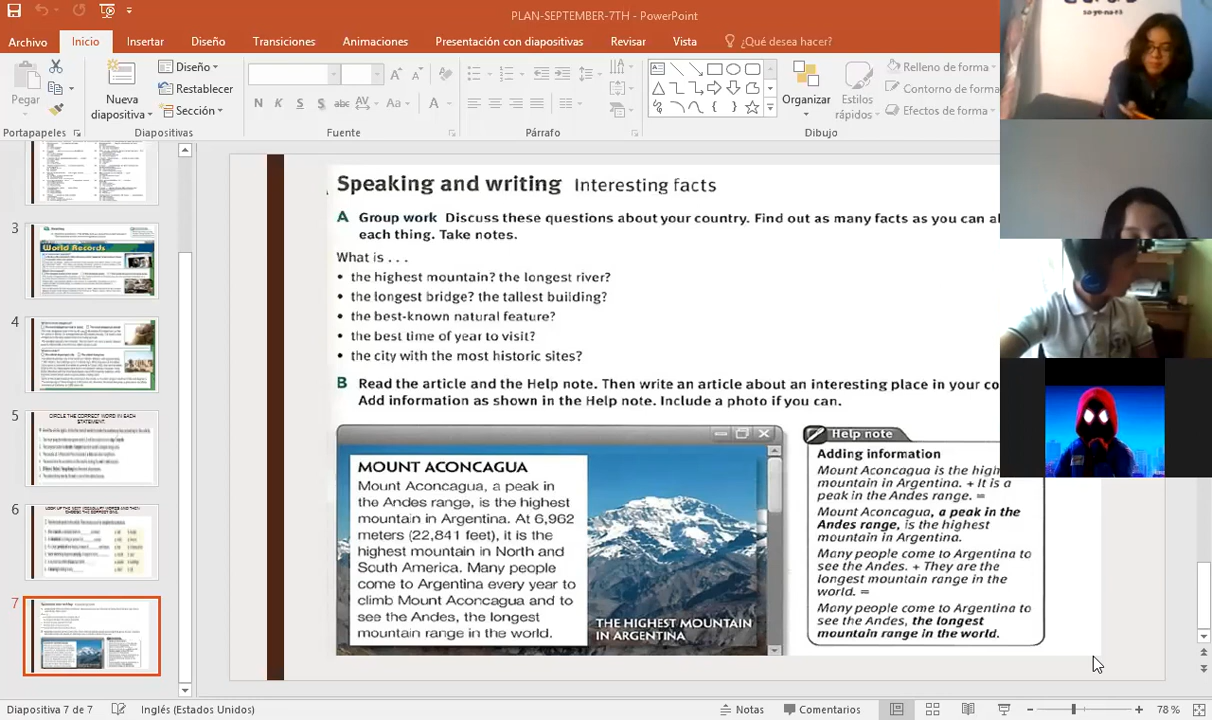 PLAN-SEPTEMBER-7TH - PowerPoint
Archivo Inicio Insertar Diseño Transiciones Animaciones Presentación con diapositivas Revisar Vista ¿Qué desea hacer?
Pegar
Nueva diapositiva
Diseño
Restablecer
Sección
N K S S abc AV Aa A
Organizar
Estilos rápidos
Relleno de forma
Contorno de forma
Efectos de forma
Portapapeles Diapositivas Fuente Párrafo Dibujo
sa-yo-na-ra
3
World Records
4
5
CIRCLE THE CORRECT WORD IN EACH STATEMENT.
6
7
Speaking and writing Interesting facts
A Group work Discuss these questions about your country. Find out as many facts as you can
each thing. Take notes.
What is . . .
• the highest mountain? the longest river?
• the longest bridge? the tallest building?
• the best-known natural feature?
• the best time of year to visit?
• the city with the most historic sites?
B Read the article and the Help note. Then write an article about an interesting place in your
Add information as shown in the Help note. Include a photo if you can.
MOUNT ACONCAGUA
Mount Aconcagua, a peak in
the Andes range, is the highest
mountain in Argentina. At 6,962
meters (22,841 feet), it is the
highest mountain in North and
South America. Many people
come to Argentina every year to
climb Mount Aconcagua and to
see the Andes, the longest
mountain range in the world.
THE HIGHEST MOUNTAIN
IN ARGENTINA
Help note
Adding information
Mount Aconcagua is the
mountain in Argentina. + It is a
peak in the Andes range. =
Mount Aconcagua, a peak in the
Andes range, is the highest
mountain in Argentina.
Many people come to Argentina to
see the Andes. + They are the
longest mountain range in the
world. =
Many people come to Argentina to
see the Andes, the longest
mountain range in the world.
Diapositiva 7 de 7 Inglés (Estados Unidos) Notas Comentarios 78 %